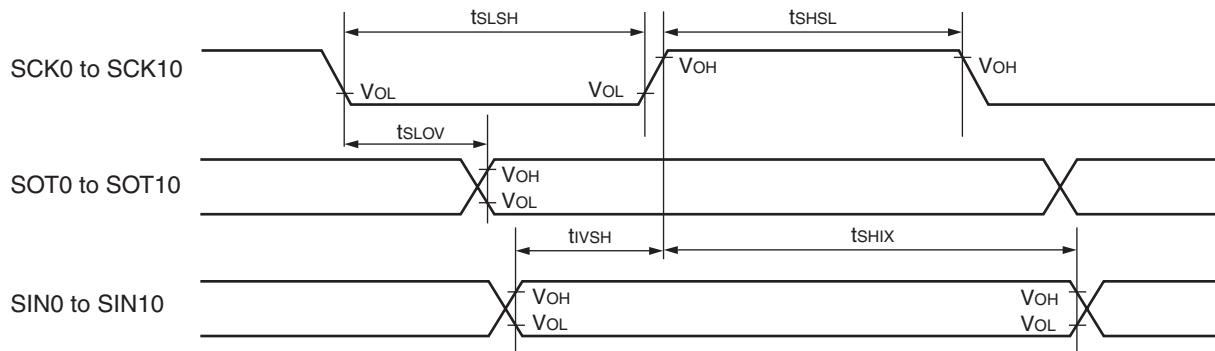 tSLSH tSHSL
SCK0 to SCK10
VOH VOH
VOL VOL
tSLOV
SOT0 to SOT10
VOH
VOL
tIVSH tSHIX
SIN0 to SIN10
VOH VOH
VOL VOL